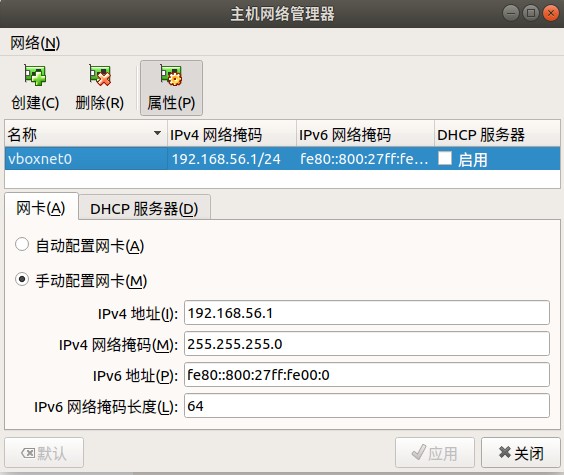 主机网络管理器
网络(N)
创建(C) 删除(R) 属性(P)
名称 IPv4 网络掩码 IPv6 网络掩码 DHCP 服务器
vboxnet0 192.168.56.1/24 fe80::800:27ff:fe... 启用
网卡(A) DHCP 服务器(D)
自动配置网卡(A)
手动配置网卡(M)
IPv4 地址(I): 192.168.56.1
IPv4 网络掩码(M): 255.255.255.0
IPv6 地址(P): fe80::800:27ff:fe00:0
IPv6 网络掩码长度(L): 64
默认 应用 关闭